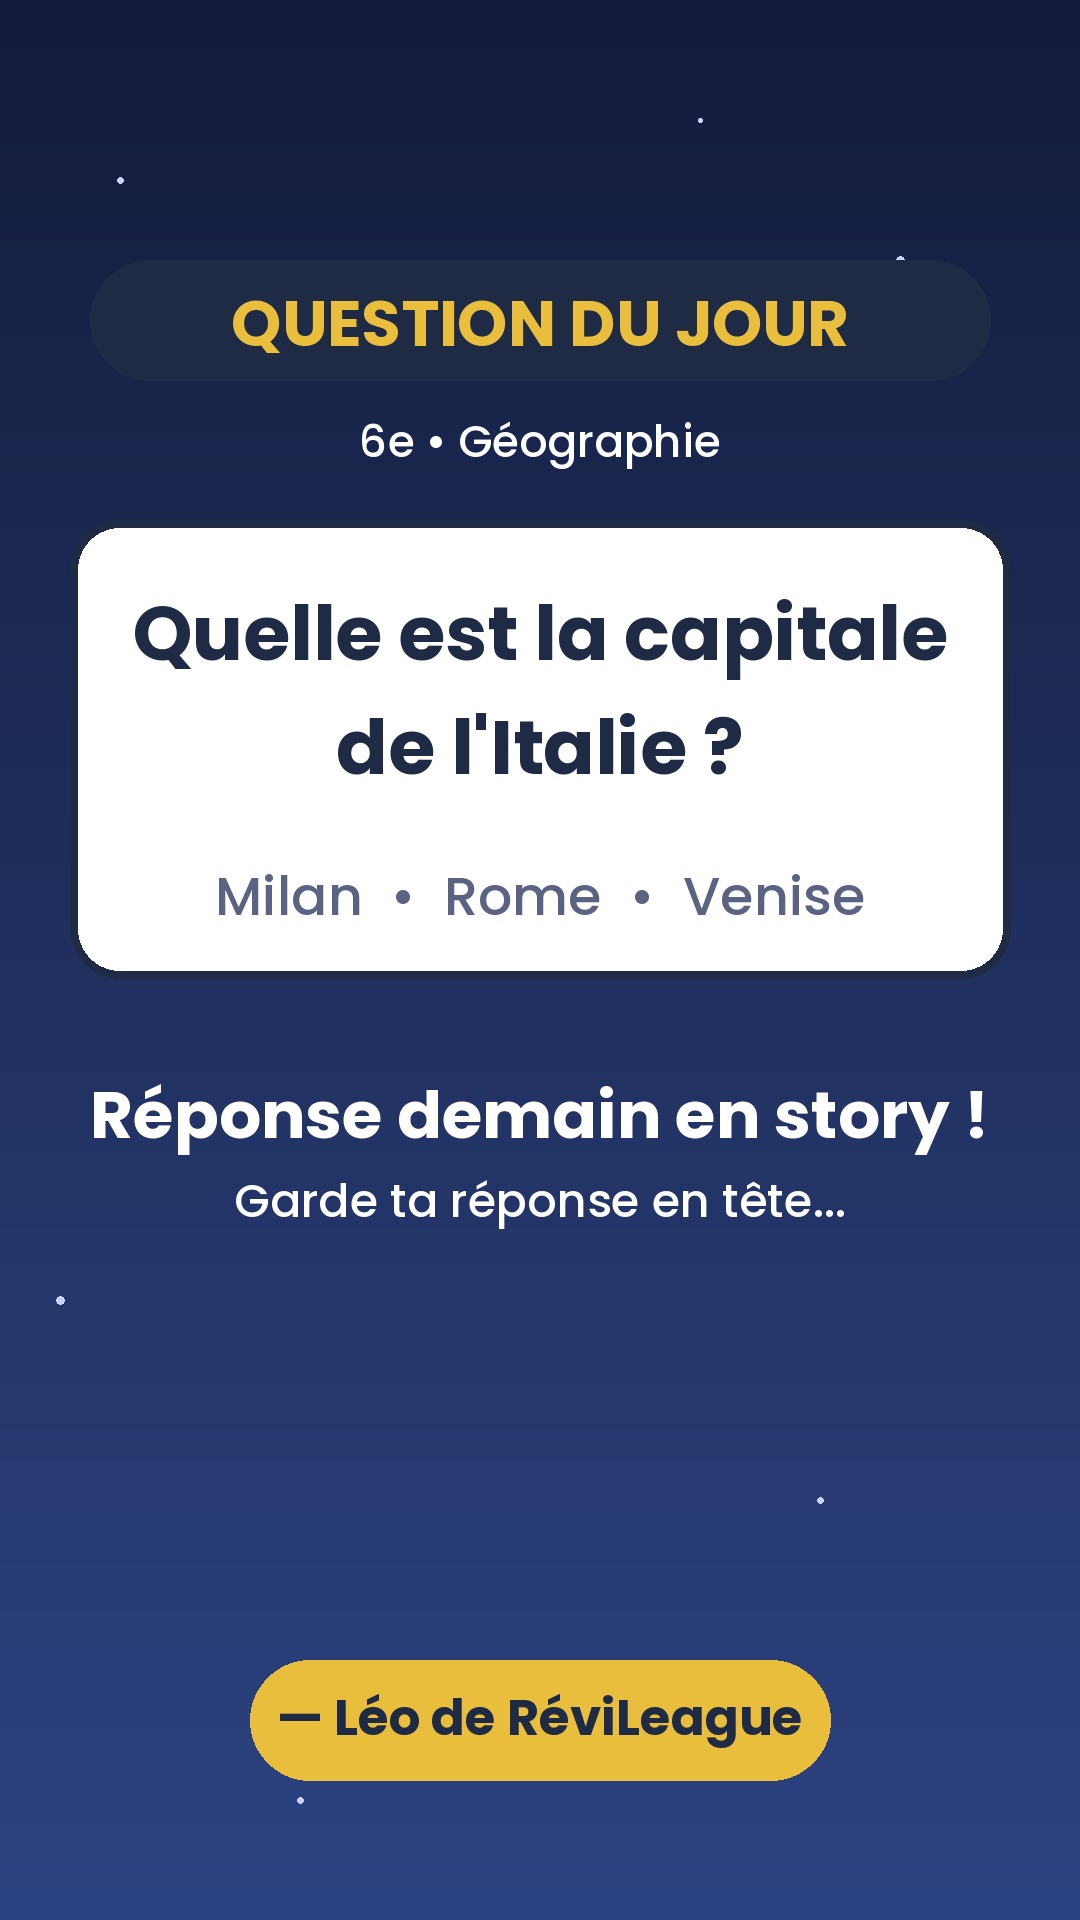 QUESTION DU JOUR
6e • Géographie
Quelle est la capitale
de l'Italie ?
Milan • Rome • Venise
Réponse demain en story !
Garde ta réponse en tête...
— Léo de RéviLeague